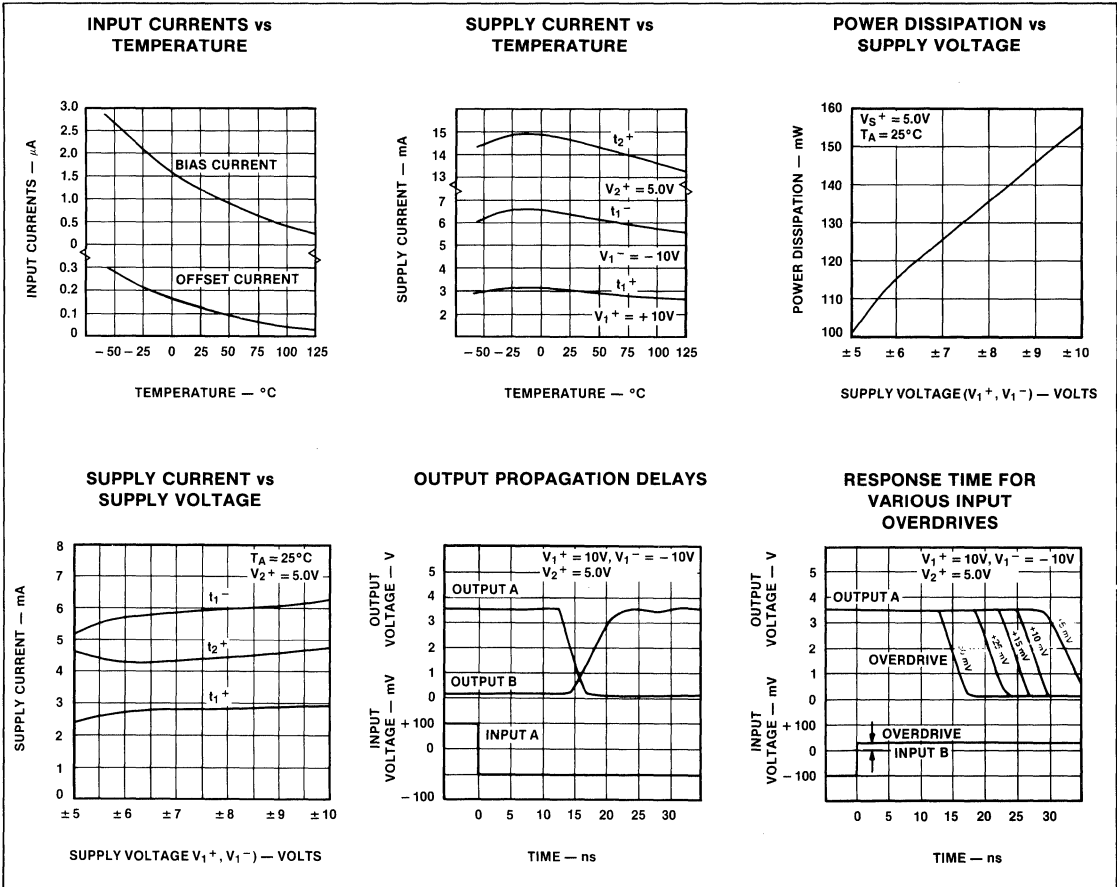 INPUT CURRENTS vs
TEMPERATURE
INPUT CURRENTS — μA
3.0
2.5
2.0
1.5
1.0
0.5
0
0.3
0.2
0.1
0
BIAS CURRENT
OFFSET CURRENT
– 50 – 25 0 25 50 75 100 125
TEMPERATURE — °C
SUPPLY CURRENT vs
TEMPERATURE
SUPPLY CURRENT — mA
15
14
13
7
6
5
4
3
2
t₂⁺
V₂⁺ = 5.0V
t₁⁻
V₁⁻ = – 10V
t₁⁺
V₁⁺ = + 10V
– 50 – 25 0 25 50 75 100 125
TEMPERATURE — °C
POWER DISSIPATION vs
SUPPLY VOLTAGE
POWER DISSIPATION — mW
160
150
140
130
120
110
100
VS⁺ = 5.0V
TA = 25°C
± 5 ± 6 ± 7 ± 8 ± 9 ± 10
SUPPLY VOLTAGE (V₁⁺, V₁⁻) — VOLTS
SUPPLY CURRENT vs
SUPPLY VOLTAGE
SUPPLY CURRENT — mA
8
7
6
5
4
3
2
1
0
TA = 25°C
V₂⁺ = 5.0V
t₁⁻
t₂⁺
t₁⁺
± 5 ± 6 ± 7 ± 8 ± 9 ± 10
SUPPLY VOLTAGE V₁⁺, V₁⁻) — VOLTS
OUTPUT PROPAGATION DELAYS
OUTPUT
VOLTAGE — V
5
4
3
2
1
0
V₁⁺ = 10V, V₁⁻ = – 10V
V₂⁺ = 5.0V
OUTPUT A
OUTPUT B
INPUT
VOLTAGE — mV
+ 100
0
– 100
INPUT A
0 5 10 15 20 25 30
TIME — ns
RESPONSE TIME FOR
VARIOUS INPUT
OVERDRIVES
OUTPUT
VOLTAGE — V
5
4
3
2
1
0
V₁⁺ = 10V, V₁⁻ = – 10V
V₂⁺ = 5.0V
OUTPUT A
OVERDRIVE
mV
+25 mV
+15 mV
+10 mV
+5 mV
INPUT
VOLTAGE — mV
+ 100
0
– 100
OVERDRIVE
INPUT B
0 5 10 15 20 25 30
TIME — ns